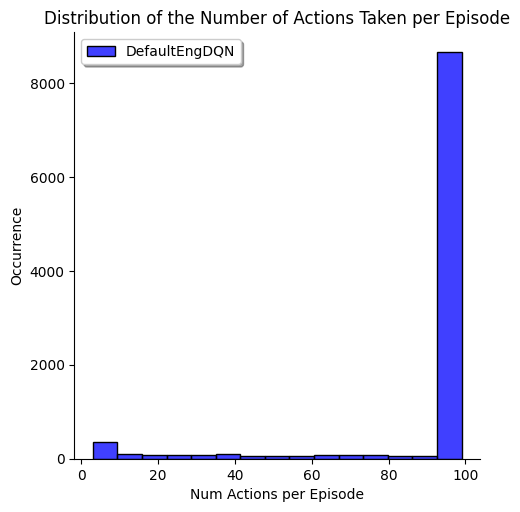 Distribution of the Number of Actions Taken per Episode
DefaultEngDQN
8000
6000
4000
2000
0
Occurrence
0 20 40 60 80 100
Num Actions per Episode